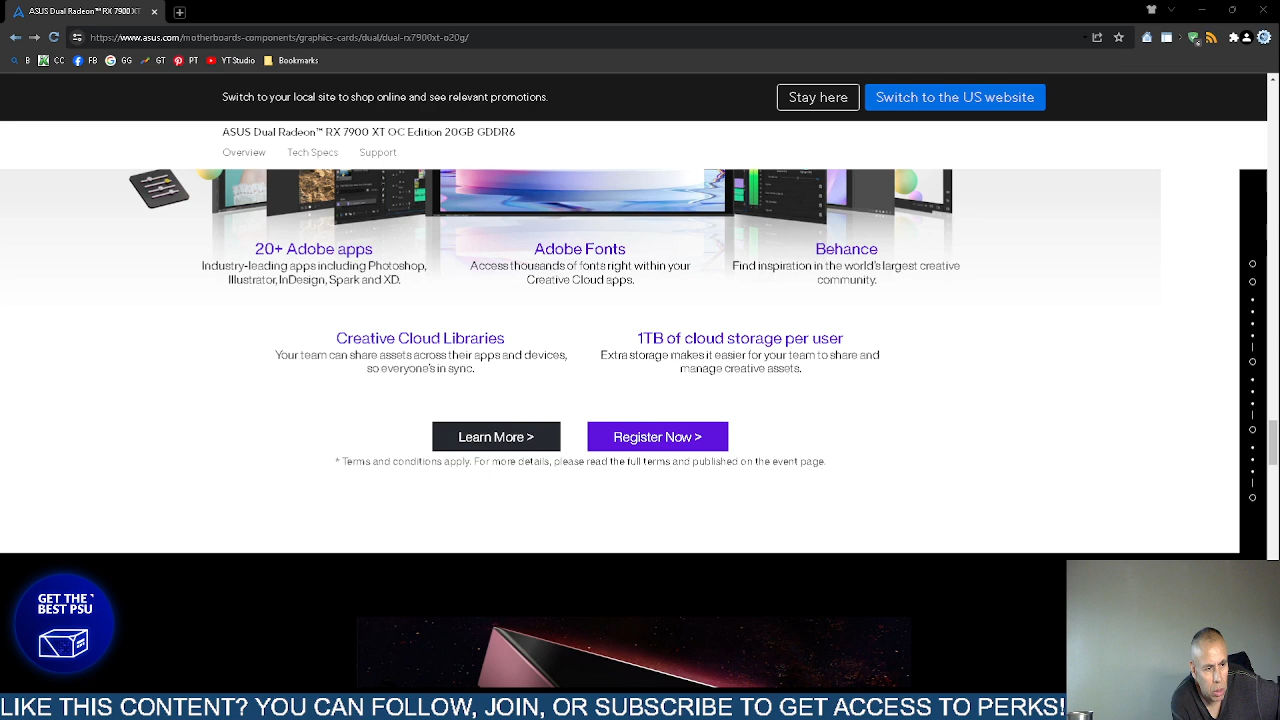 ASUS Dual Radeon™ RX 7900 XT
https://www.asus.com/motherboards-components/graphics-cards/dual/dual-rx7900xt-o20g/
B CC FB GG GT PT YT Studio Bookmarks
Switch to your local site to shop online and see relevant promotions.
Stay here
Switch to the US website
ASUS Dual Radeon™ RX 7900 XT OC Edition 20GB GDDR6
Overview Tech Specs Support
20+ Adobe apps
Industry-leading apps including Photoshop,
Illustrator, InDesign, Spark and XD.
Adobe Fonts
Access thousands of fonts right within your
Creative Cloud apps.
Behance
Find inspiration in the world's largest creative
community.
Creative Cloud Libraries
Your team can share assets across their apps and devices,
so everyone's in sync.
1TB of cloud storage per user
Extra storage makes it easier for your team to share and
manage creative assets.
Learn More >
Register Now >
* Terms and conditions apply. For more details, please read the full terms and published on the event page.
GET THE
BEST PSU
LIKE THIS CONTENT? YOU CAN FOLLOW, JOIN, OR SUBSCRIBE TO GET ACCESS TO PERKS!